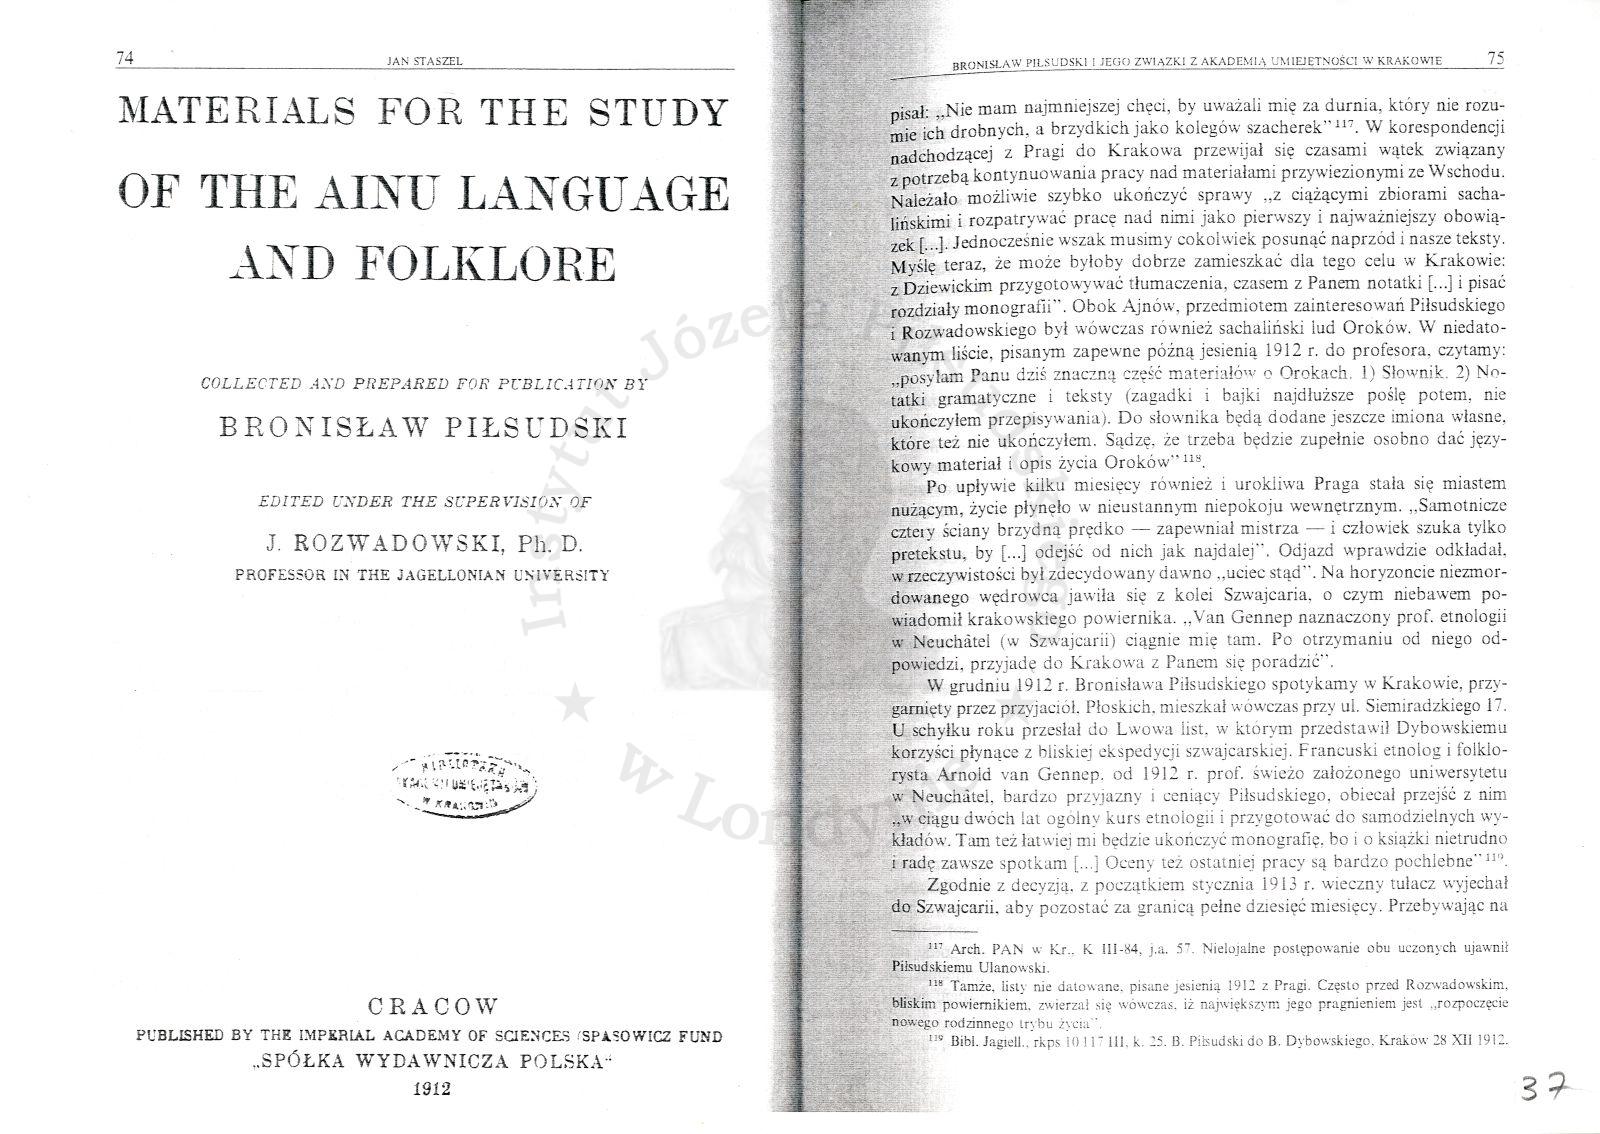 74
JAN STASZEL
MATERIALS FOR THE STUDY
OF THE AINU LANGUAGE
AND FOLKLORE
COLLECTED AND PREPARED FOR PUBLICATION BY
BRONISŁAW PIŁSUDSKI
EDITED UNDER THE SUPERVISION OF
J. ROZWADOWSKI, Ph. D.
PROFESSOR IN THE JAGELLONIAN UNIVERSITY
BIBLIOTEKA
W KRAKOWIE
CRACOW
PUBLISHED BY THE IMPERIAL ACADEMY OF SCIENCES /SPASOWICZ FUND
„SPÓŁKA WYDAWNICZA POLSKA“
1912
BRONISŁAW PIŁSUDSKI I JEGO ZWIĄZKI Z AKADEMIĄ UMIEJĘTNOŚCI W KRAKOWIE
75
pisał: „Nie mam najmniejszej chęci, by uważali mię za durnia, który nie rozu-
mie ich drobnych, a brzydkich jako kolegów szacherek” 117. W korespondencji
nadchodzącej z Pragi do Krakowa przewijał się czasami wątek związany
z potrzebą kontynuowania pracy nad materiałami przywiezionymi ze Wschodu.
Należało możliwie szybko ukończyć sprawy „z ciążącymi zbiorami sacha-
lińskimi i rozpatrywać pracę nad nimi jako pierwszy i najważniejszy obowią-
zek [...]. Jednocześnie wszak musimy cokolwiek posunąć naprzód i nasze teksty.
Myślę teraz, że może byłoby dobrze zamieszkać dla tego celu w Krakowie:
z Dziewickim przygotowywać tłumaczenia, czasem z Panem notatki [...] i pisać
rozdziały monografii”. Obok Ajnów, przedmiotem zainteresowań Piłsudskiego
i Rozwadowskiego był wówczas również sachaliński lud Oroków. W niedato-
wanym liście, pisanym zapewne późną jesienią 1912 r. do profesora, czytamy:
„posyłam Panu dziś znaczną część materiałów o Orokach. 1) Słownik. 2) No-
tatki gramatyczne i teksty (zagadki i bajki najdłuższe poślę potem, nie
ukończyłem przepisywania). Do słownika będą dodane jeszcze imiona własne,
które też nie ukończyłem. Sądzę, że trzeba będzie zupełnie osobno dać języ-
kowy materiał i opis życia Oroków” 118.
Po upływie kilku miesięcy również i urokliwa Praga stała się miastem
nużącym, życie płynęło w nieustannym niepokoju wewnętrznym. „Samotnicze
cztery ściany brzydną prędko — zapewniał mistrza — i człowiek szuka tylko
pretekstu, by [...] odejść od nich jak najdalej”. Odjazd wprawdzie odkładał,
w rzeczywistości był zdecydowany dawno „uciec stąd”. Na horyzoncie niezmor-
dowanego wędrowca jawiła się z kolei Szwajcaria, o czym niebawem po-
wiadomił krakowskiego powiernika. „Van Gennep naznaczony prof. etnologii
w Neuchâtel (w Szwajcarii) ciągnie mię tam. Po otrzymaniu od niego od-
powiedzi, przyjadę do Krakowa z Panem się poradzić”.
W grudniu 1912 r. Bronisława Piłsudskiego spotykamy w Krakowie, przy-
garnięty przez przyjaciół, Płoskich, mieszkał wówczas przy ul. Siemiradzkiego 17.
U schyłku roku przesłał do Lwowa list, w którym przedstawił Dybowskiemu
korzyści płynące z bliskiej ekspedycji szwajcarskiej. Francuski etnolog i folklo-
rysta Arnold van Gennep, od 1912 r. prof. świeżo założonego uniwersytetu
w Neuchâtel, bardzo przyjazny i ceniący Piłsudskiego, obiecał przejść z nim
„w ciągu dwóch lat ogólny kurs etnologii i przygotować do samodzielnych wy-
kładów. Tam też łatwiej mi będzie ukończyć monografię, bo i o książki nietrudno
i radę zawsze spotkam [...] Oceny też ostatniej pracy są bardzo pochlebne” 119.
Zgodnie z decyzją, z początkiem stycznia 1913 r. wieczny tułacz wyjechał
do Szwajcarii, aby pozostać za granicą pełne dziesięć miesięcy. Przebywając na
117 Arch. PAN w Kr., K III-84, j.a. 57. Nielojalne postępowanie obu uczonych ujawnił
Piłsudskiemu Ulanowski.
118 Tamże, listy nie datowane, pisane jesienią 1912 z Pragi. Często przed Rozwadowskim,
bliskim powiernikiem, zwierzał się wówczas, iż największym jego pragnieniem jest „rozpoczęcie
nowego rodzinnego trybu życia”.
119 Bibl. Jagiell., rkps 10117 III, k. 25. B. Piłsudski do B. Dybowskiego, Kraków 28 XII 1912.
37
Instytut Józefa Piłsudskiego
w Londynie